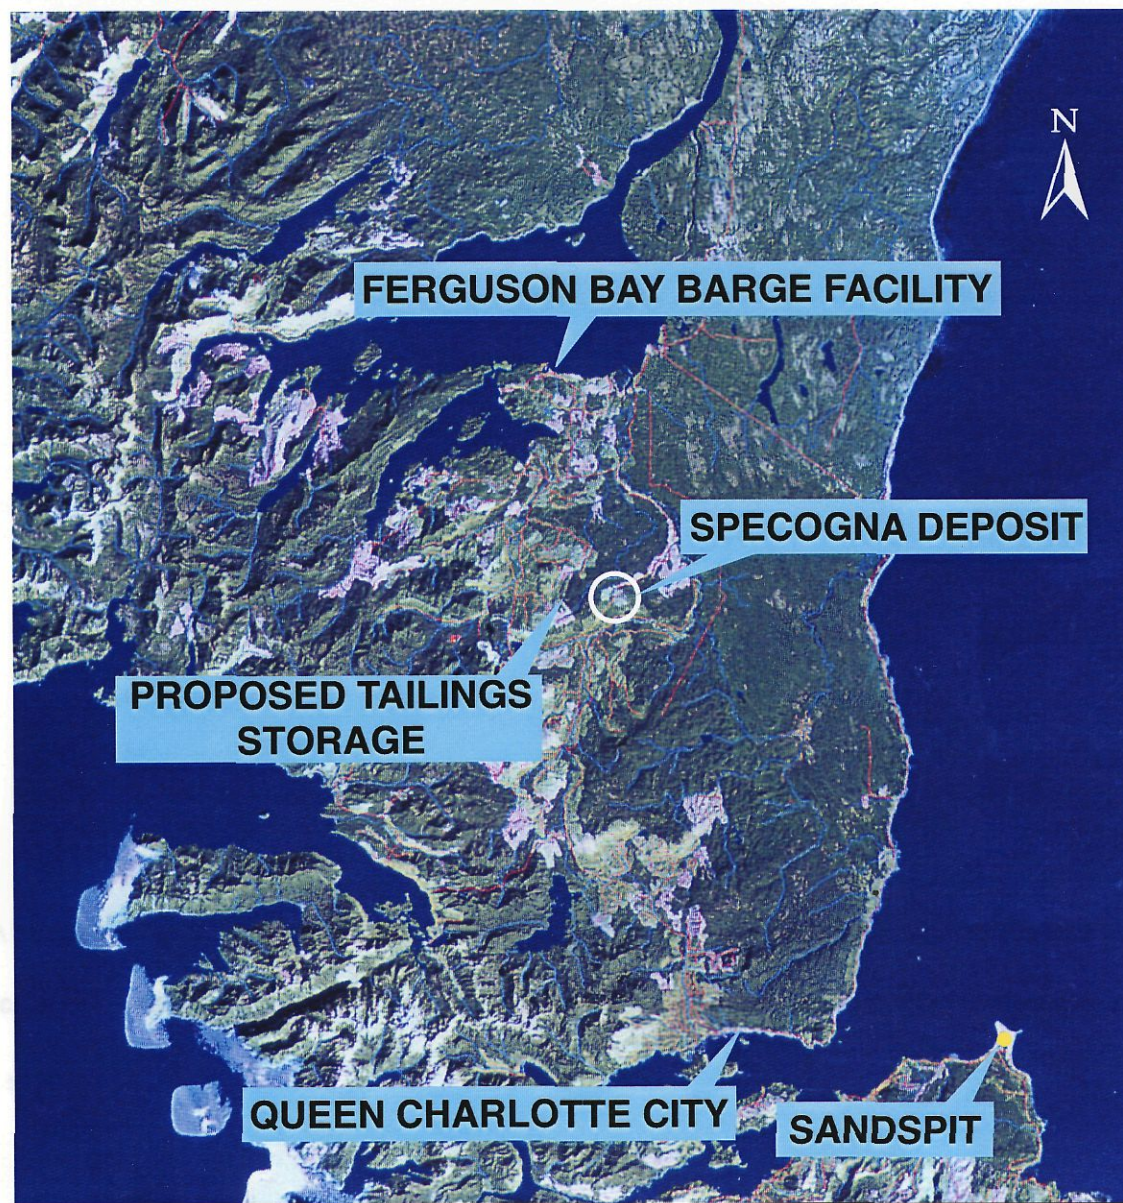 N
FERGUSON BAY BARGE FACILITY
SPECOGNA DEPOSIT
PROPOSED TAILINGS
STORAGE
QUEEN CHARLOTTE CITY
SANDSPIT